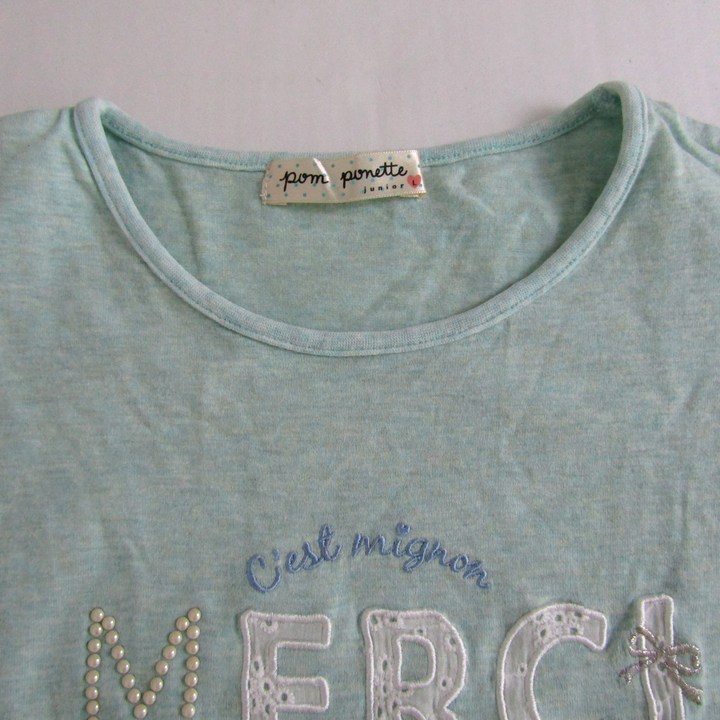 pom ponette
junior L
C'est mignon
MERCI